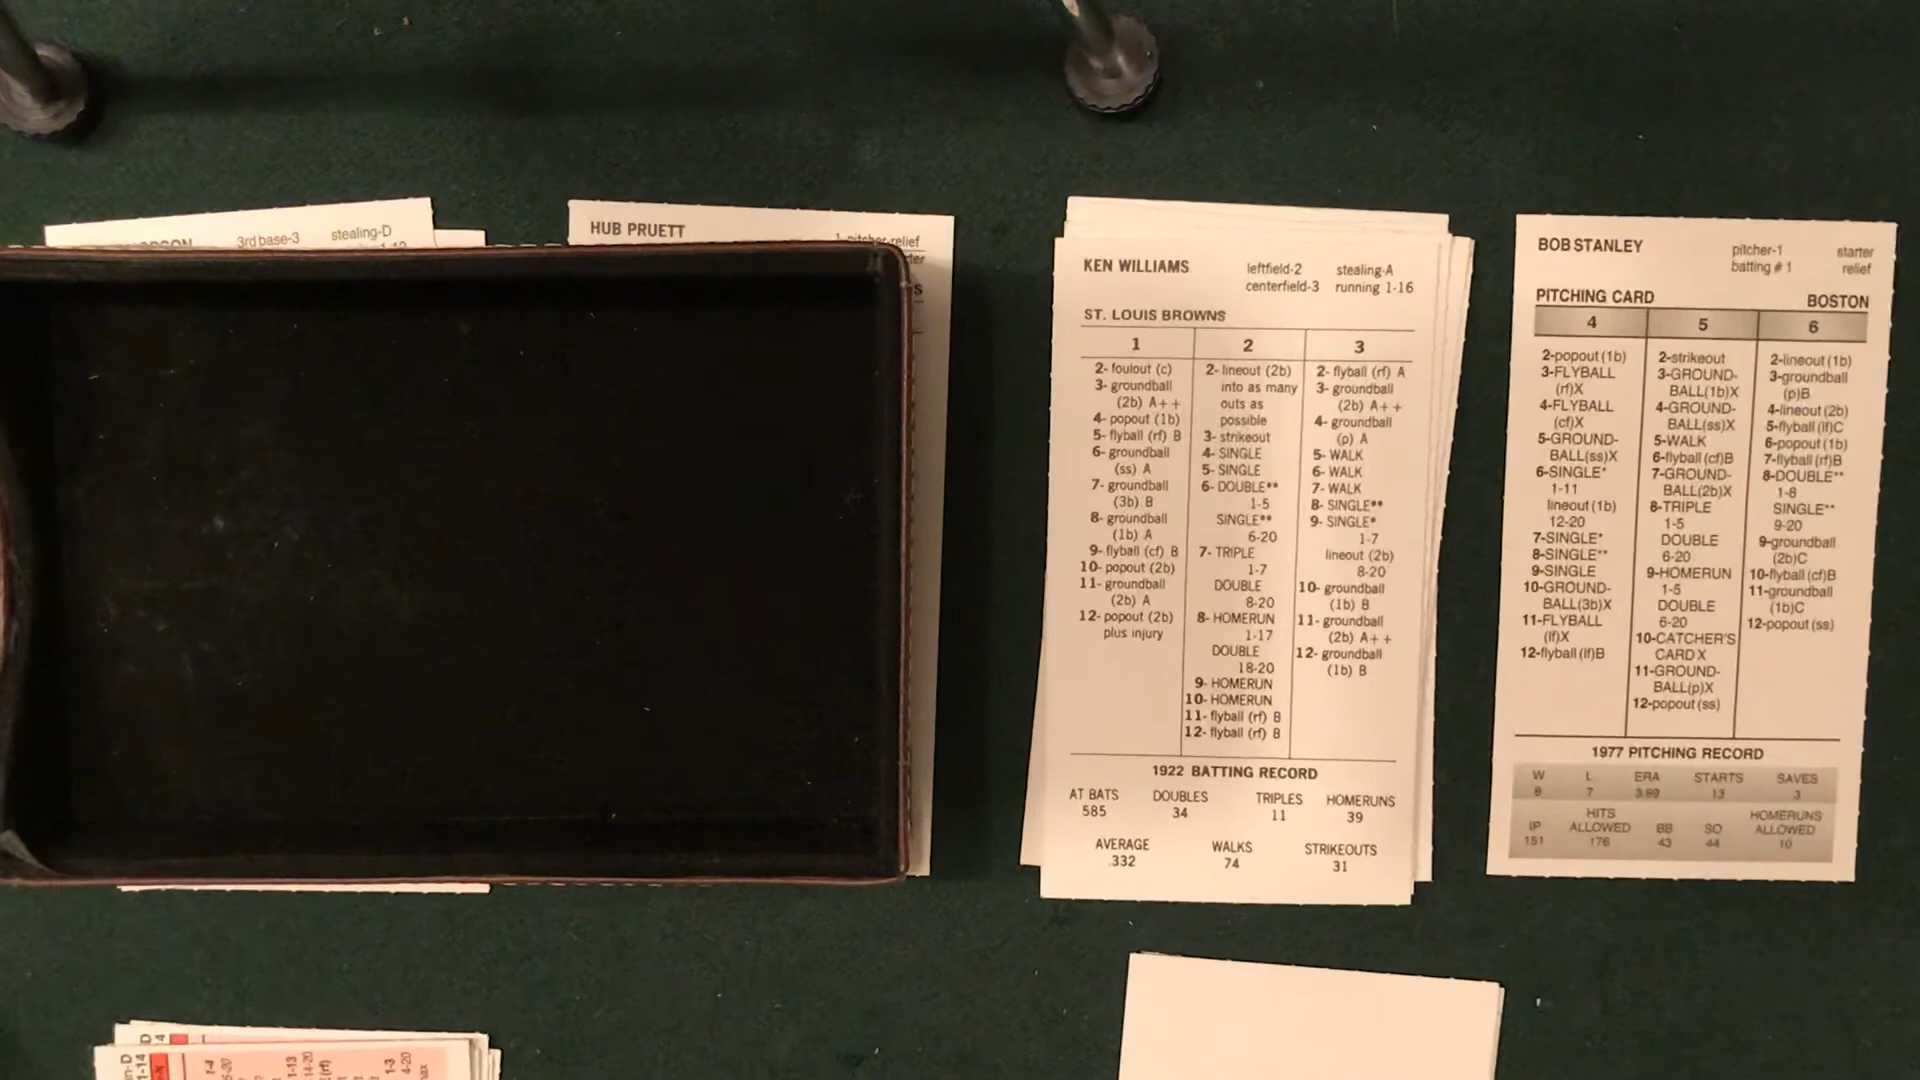 3rd base-3 stealing-D
HUB PRUETT
KEN WILLIAMS
leftfield-2 stealing-A
centerfield-3 running 1-16
ST. LOUIS BROWNS
1 2 3
2- foulout (c)
3- groundball
(2b) A++
4- popout (1b)
5- flyball (rf) B
6- groundball
(ss) A
7- groundball
(3b) B
8- groundball
(1b) A
9- flyball (cf) B
10- popout (2b)
11- groundball
(2b) A
12- popout (2b)
plus injury
2- lineout (2b)
into as many
outs as
possible
3- strikeout
4- SINGLE
5- SINGLE
6- DOUBLE**
1-5
SINGLE**
6-20
7- TRIPLE
1-7
DOUBLE
8-20
8- HOMERUN
1-17
DOUBLE
18-20
9- HOMERUN
10- HOMERUN
11- flyball (rf) B
12- flyball (rf) B
2- flyball (rf) A
3- groundball
(2b) A++
4- groundball
(p) A
5- WALK
6- WALK
7- WALK
8- SINGLE**
9- SINGLE*
1-7
lineout (2b)
8-20
10- groundball
(1b) B
11- groundball
(2b) A++
12- groundball
(1b) B
1922 BATTING RECORD
AT BATS DOUBLES TRIPLES HOMERUNS
585 34 11 39
AVERAGE WALKS STRIKEOUTS
.332 74 31
BOB STANLEY
pitcher-1 starter
batting # 1 relief
PITCHING CARD BOSTON
4 5 6
2-popout (1b)
3-FLYBALL
(rf)X
4-FLYBALL
(cf)X
5-GROUND-
BALL(ss)X
6-SINGLE*
1-11
lineout (1b)
12-20
7-SINGLE*
8-SINGLE**
9-SINGLE
10-GROUND-
BALL(3b)X
11-FLYBALL
(lf)X
12-flyball (lf)B
2-strikeout
3-GROUND-
BALL(1b)X
4-GROUND-
BALL(ss)X
5-WALK
6-flyball (cf)B
7-GROUND-
BALL(2b)X
8-TRIPLE
1-5
DOUBLE
6-20
9-HOMERUN
1-5
DOUBLE
6-20
10-CATCHER'S
CARD X
11-GROUND-
BALL(p)X
12-popout (ss)
2-lineout (1b)
3-groundball
(p)B
4-lineout (2b)
5-flyball (lf)C
6-popout (1b)
7-flyball (rf)B
8-DOUBLE**
1-8
SINGLE**
9-20
9-groundball
(2b)C
10-flyball (cf)B
11-groundball
(1b)C
12-popout (ss)
1977 PITCHING RECORD
W L ERA STARTS SAVES
8 7 3.99 13 3
IP HITS ALLOWED BB SO HOMERUNS ALLOWED
151 176 43 44 10